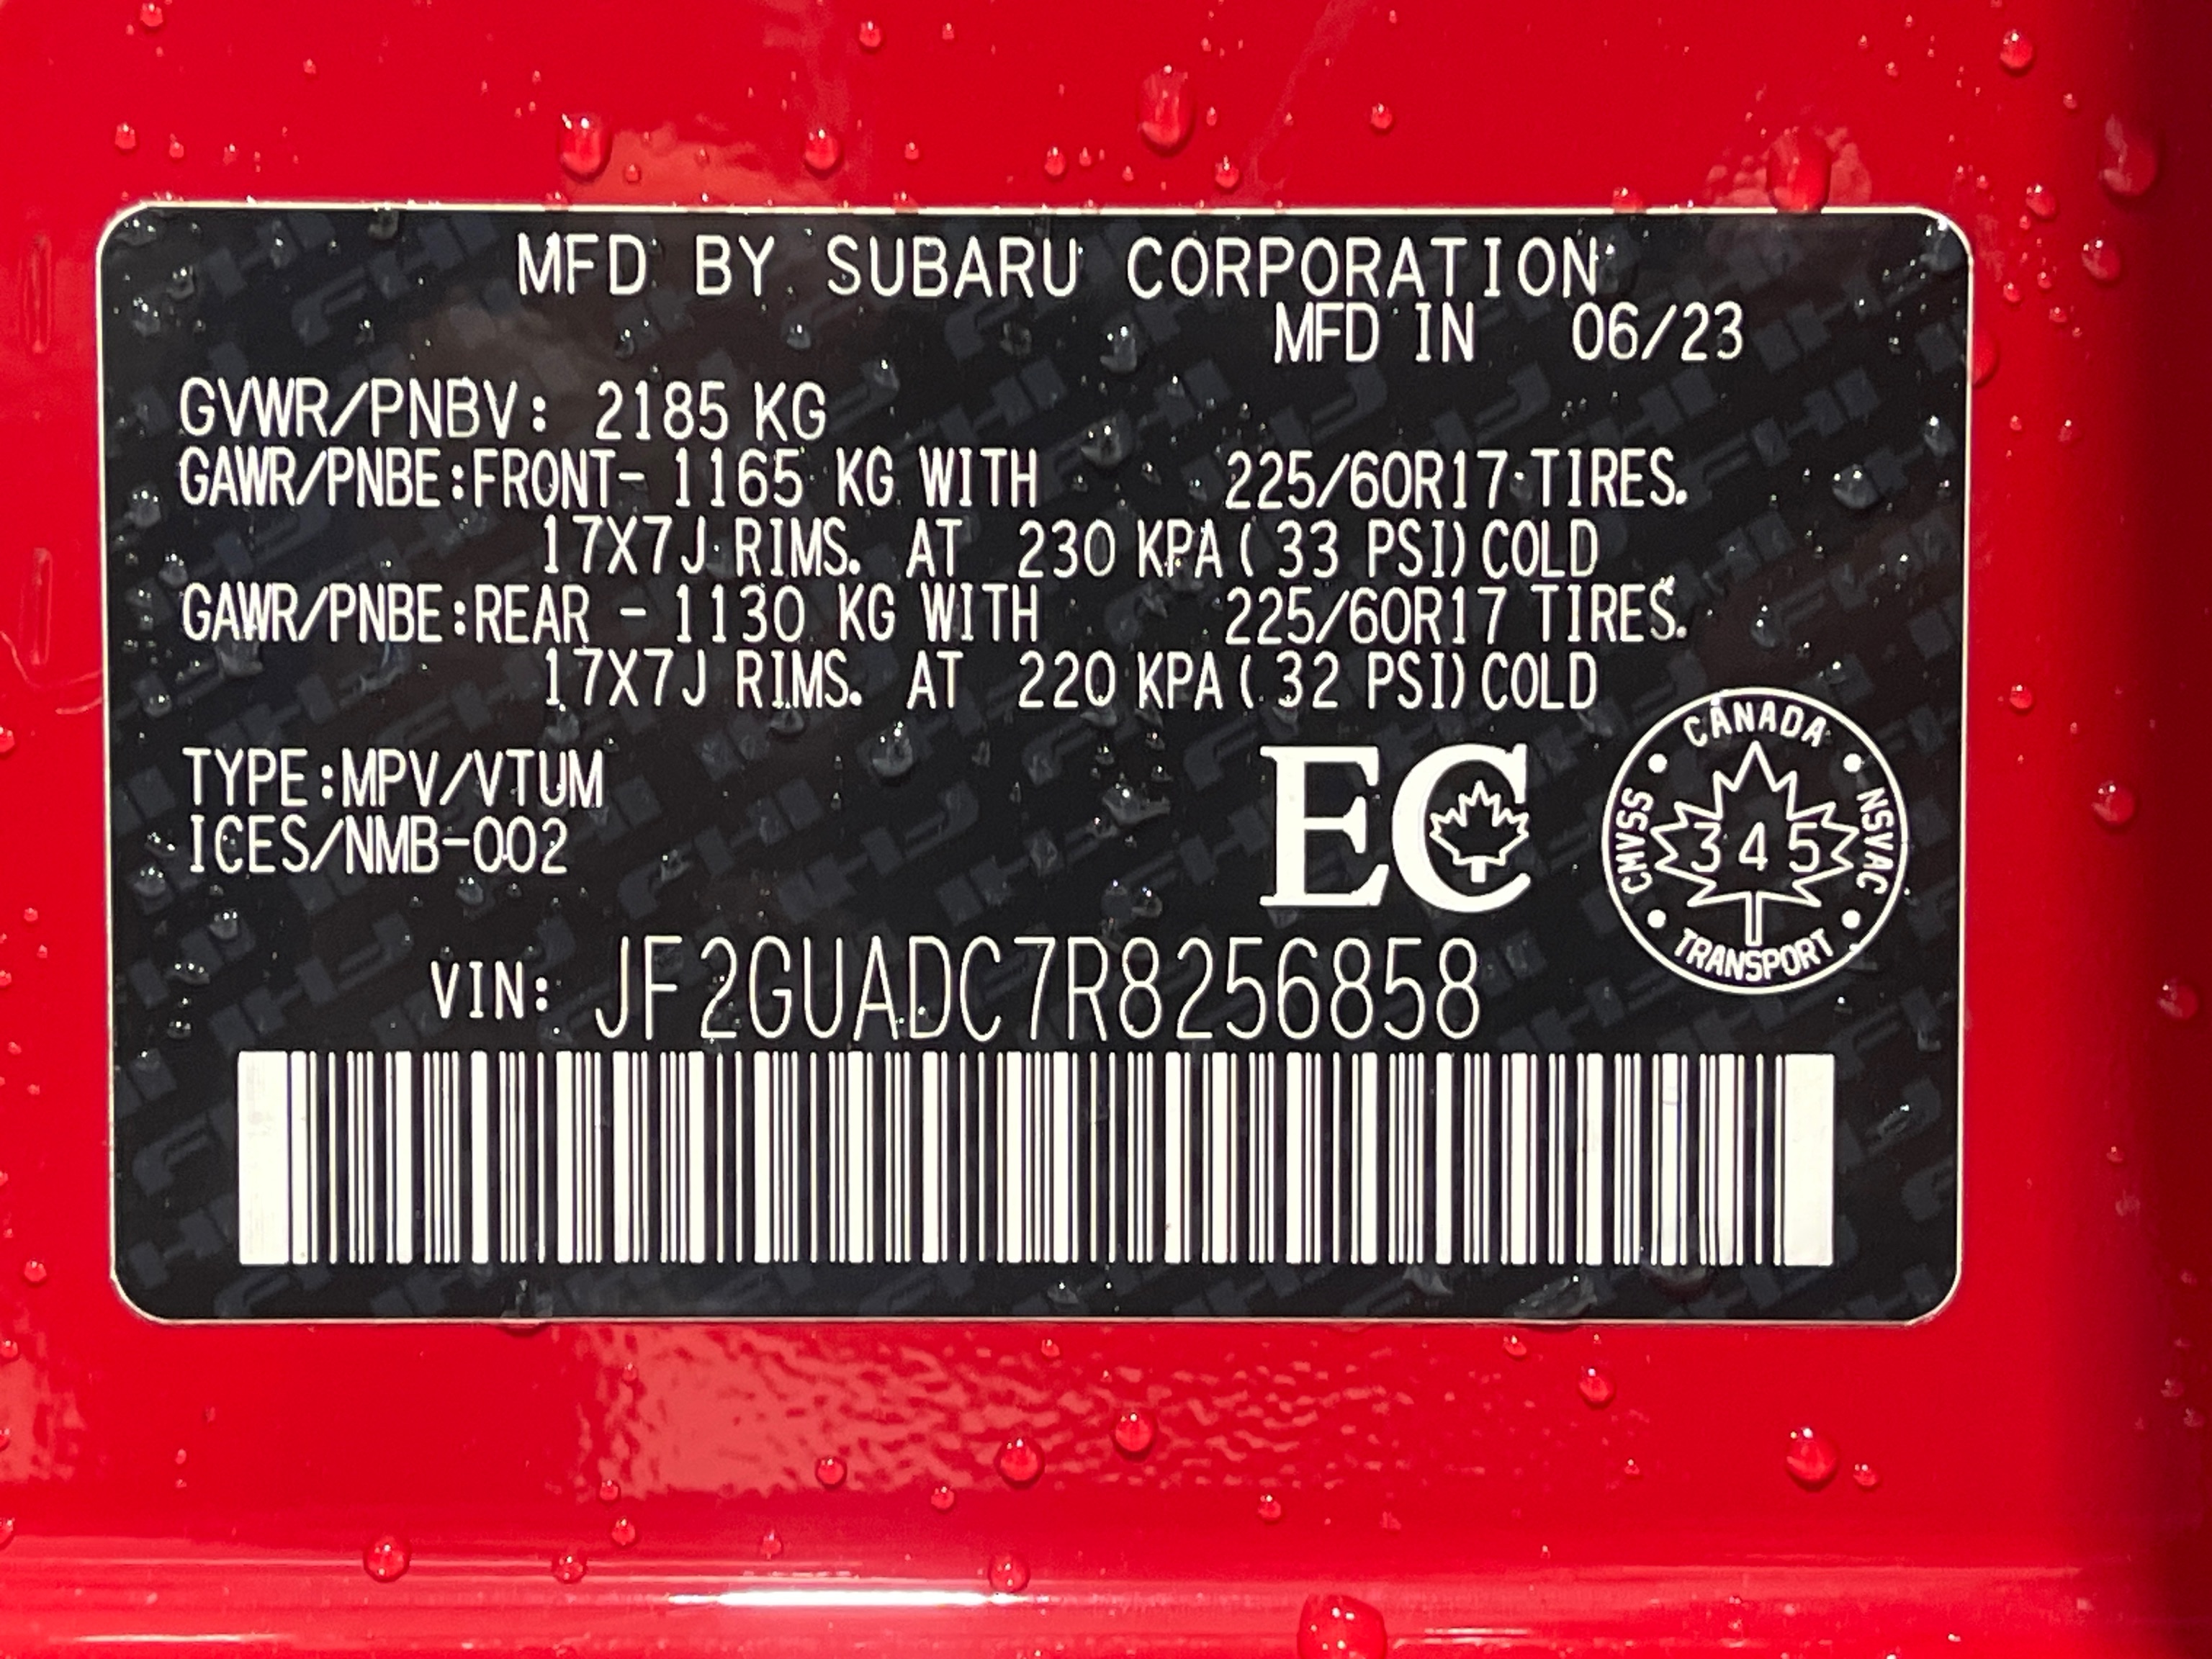 MFD BY SUBARU CORPORATION
MFD IN 06/23
GVWR/PNBV: 2185 KG
GAWR/PNBE:FRONT- 1165 KG WITH 225/60R17 TIRES.
17X7J RIMS. AT 230 KPA( 33 PSI)COLD
GAWR/PNBE:REAR - 1130 KG WITH 225/60R17 TIRES.
17X7J RIMS. AT 220 KPA( 32 PSI)COLD
TYPE:MPV/VTUM
ICES/NMB-002
EC
CANADA
CMVSS
345
NSVAC
TRANSPORT
VIN: JF2GUADC7R8256858